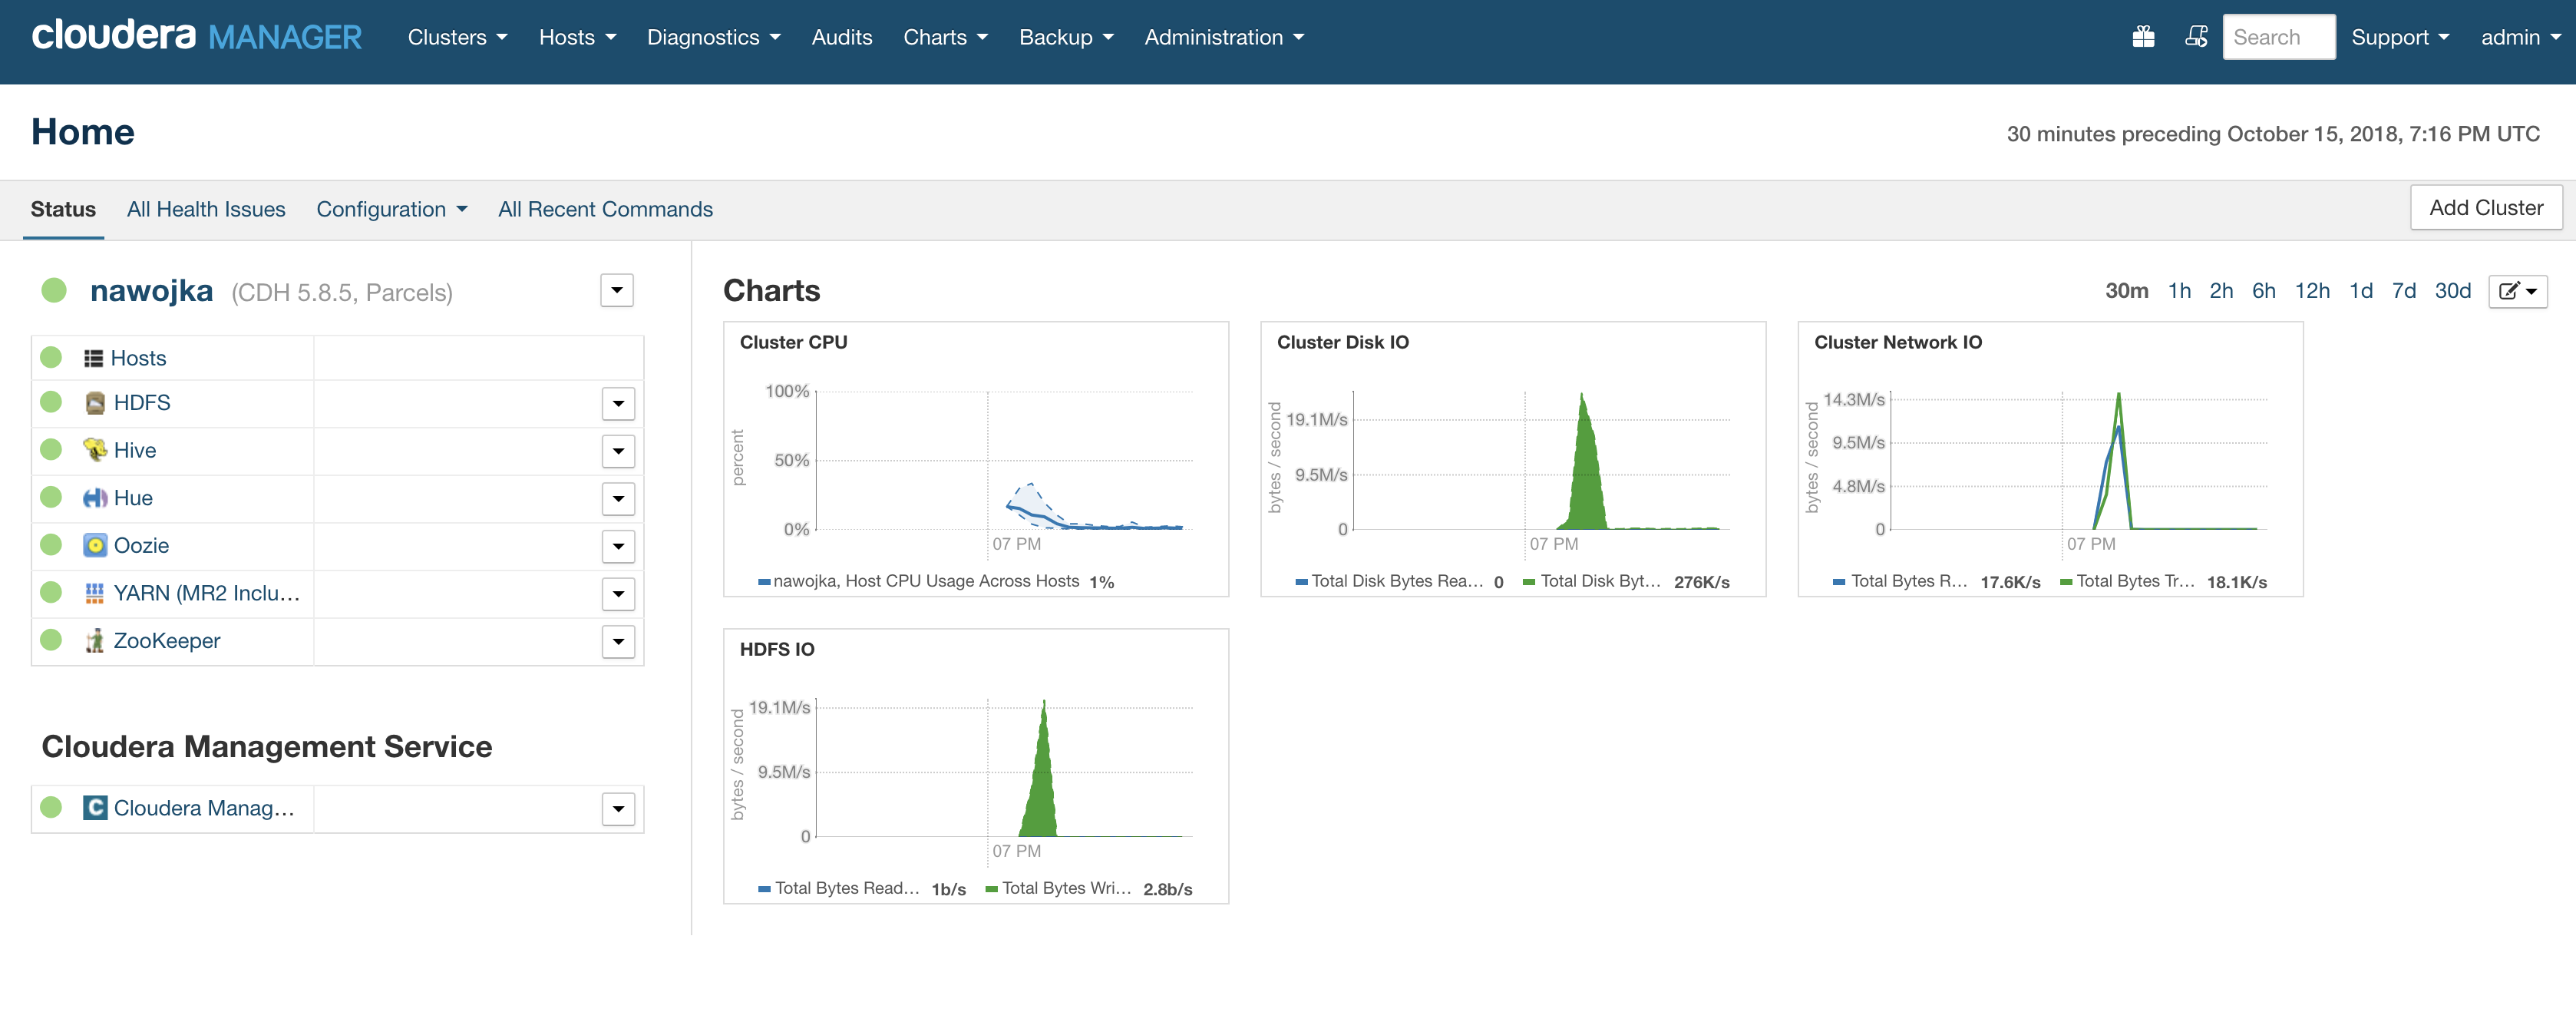 cloudera MANAGER Clusters Hosts Diagnostics Audits Charts Backup Administration Search Support admin
Home
30 minutes preceding October 15, 2018, 7:16 PM UTC
Status All Health Issues Configuration All Recent Commands Add Cluster
nawojka (CDH 5.8.5, Parcels)
Hosts
HDFS
Hive
Hue
Oozie
YARN (MR2 Inclu...
ZooKeeper
Cloudera Management Service
C Cloudera Manag...
Charts
30m 1h 2h 6h 12h 1d 7d 30d
Cluster CPU
percent
100%
50%
0%
07 PM
nawojka, Host CPU Usage Across Hosts 1%
Cluster Disk IO
bytes / second
19.1M/s
9.5M/s
0
07 PM
Total Disk Bytes Rea... 0 Total Disk Byt... 276K/s
Cluster Network IO
bytes / second
14.3M/s
9.5M/s
4.8M/s
0
07 PM
Total Bytes R... 17.6K/s Total Bytes Tr... 18.1K/s
HDFS IO
bytes / second
19.1M/s
9.5M/s
0
07 PM
Total Bytes Read... 1b/s Total Bytes Wri... 2.8b/s